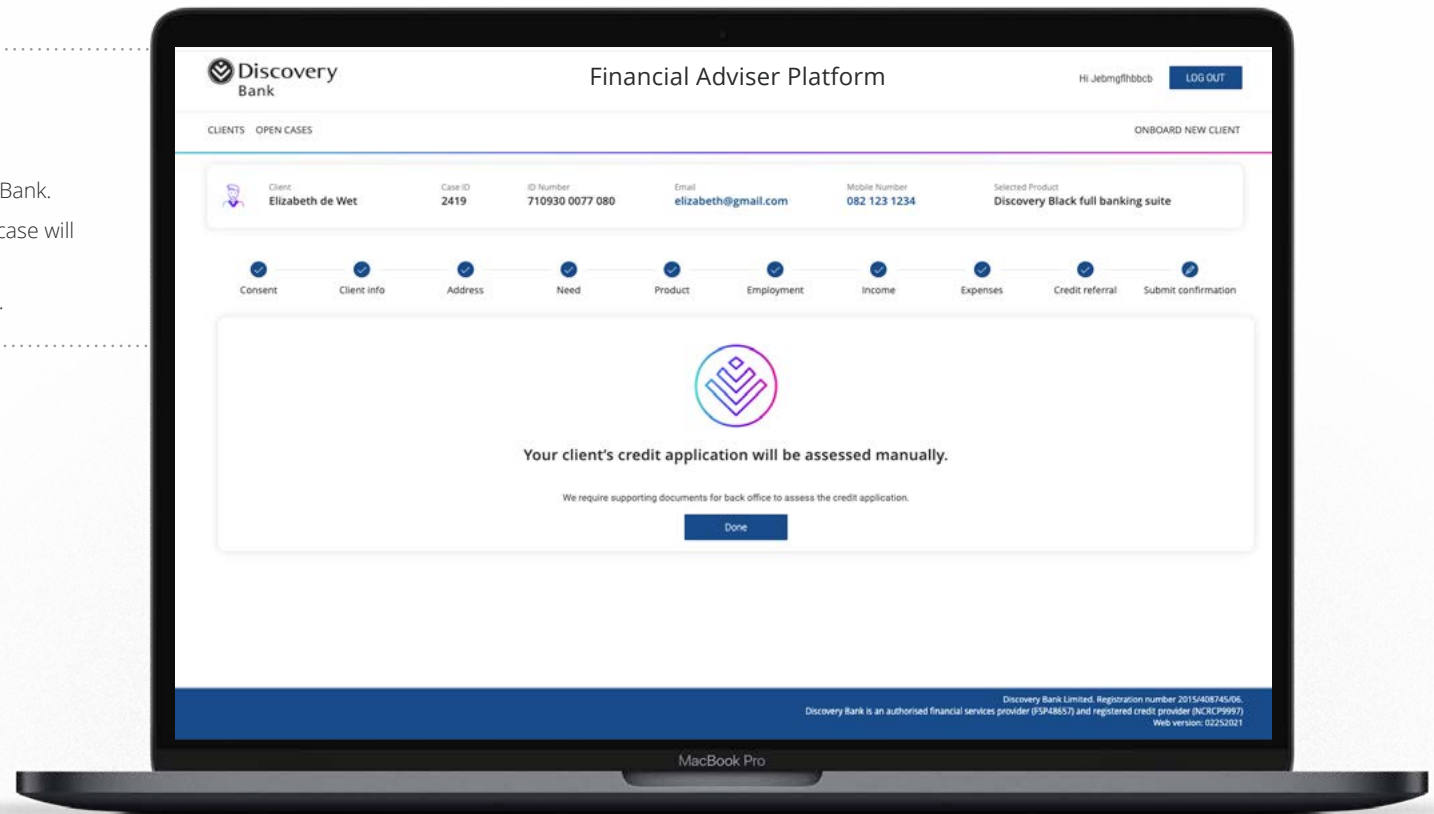 Bank.
case will
.
Discovery
Bank
Financial Adviser Platform
Hi Jebmgflhbbcb
LOG OUT
CLIENTS OPEN CASES
ONBOARD NEW CLIENT
Client
Elizabeth de Wet
Case ID
2419
ID Number
710930 0077 080
Email
elizabeth@gmail.com
Mobile Number
082 123 1234
Selected Product
Discovery Black full banking suite
Consent
Client info
Address
Need
Product
Employment
Income
Expenses
Credit referral
Submit confirmation
Your client's credit application will be assessed manually.
We require supporting documents for back office to assess the credit application.
Done
Discovery Bank Limited. Registration number 2015/408745/06.
Discovery Bank is an authorised financial services provider (FSP48657) and registered credit provider (NCRCP9997)
Web version: 02252021
MacBook Pro